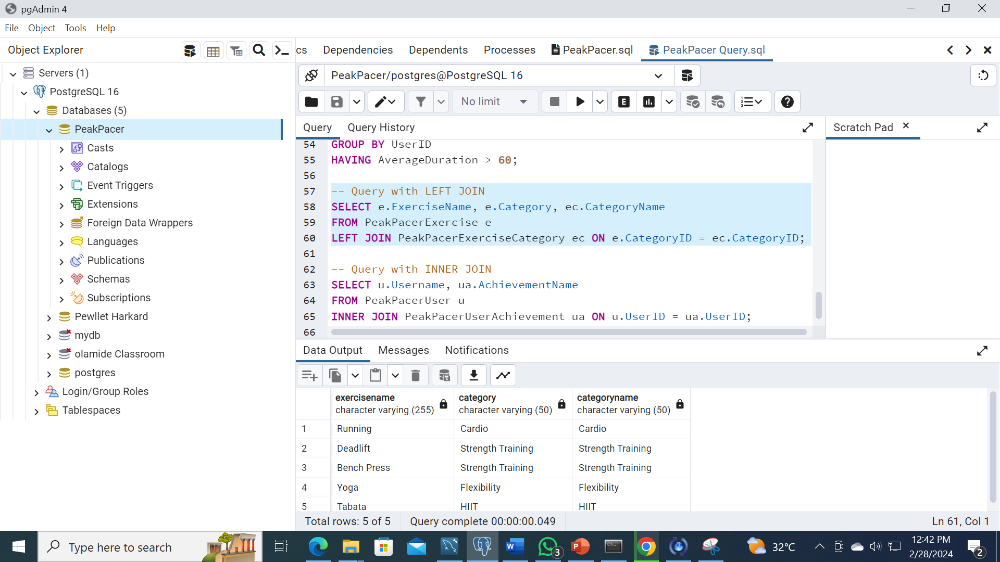 pgAdmin 4
File Object Tools Help
Object Explorer
cs Dependencies Dependents Processes PeakPacer.sql PeakPacer Query.sql
Servers (1)
PostgreSQL 16
Databases (5)
PeakPacer
Casts
Catalogs
Event Triggers
Extensions
Foreign Data Wrappers
Languages
Publications
Schemas
Subscriptions
Pewllet Harkard
mydb
olamide Classroom
postgres
Login/Group Roles
Tablespaces
PeakPacer/postgres@PostgreSQL 16
No limit
E
Query Query History
Scratch Pad
54 GROUP BY UserID
55 HAVING AverageDuration > 60;
56
57 -- Query with LEFT JOIN
58 SELECT e.ExerciseName, e.Category, ec.CategoryName
59 FROM PeakPacerExercise e
60 LEFT JOIN PeakPacerExerciseCategory ec ON e.CategoryID = ec.CategoryID;
61
62 -- Query with INNER JOIN
63 SELECT u.Username, ua.AchievementName
64 FROM PeakPacerUser u
65 INNER JOIN PeakPacerUserAchievement ua ON u.UserID = ua.UserID;
66
Data Output Messages Notifications
exercisename category categoryname
character varying (255) character varying (50) character varying (50)
1 Running Cardio Cardio
2 Deadlift Strength Training Strength Training
3 Bench Press Strength Training Strength Training
4 Yoga Flexibility Flexibility
5 Tabata HIIT HIIT
Total rows: 5 of 5 Query complete 00:00:00.049 Ln 61, Col 1
Type here to search
W
3
P
32°C
12:42 PM
2/28/2024
2